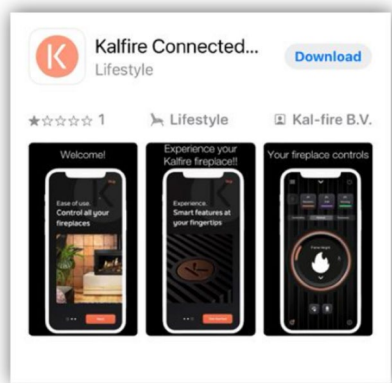 K
Kalfire Connected...
Lifestyle
Download
★☆☆☆☆ 1
Lifestyle
Kal-fire B.V.
Welcome!
Ease of use.
Control all your
fireplaces
Experience your
Kalfire fireplace!!
Experience.
Smart features at
your fingertips
Your fireplace controls